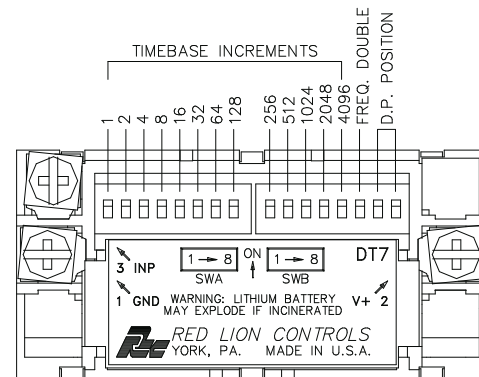 TIMEBASE INCREMENTS
1
2
4
8
16
32
64
128
256
512
1024
2048
4096
FREQ. DOUBLE
D.P. POSITION
3 INP
1 → 8
ON
1 → 8
DT7
SWA
SWB
1 GND
WARNING: LITHIUM BATTERY
MAY EXPLODE IF INCINERATED
V+ 2
RLC
RED LION CONTROLS
YORK, PA. MADE IN U.S.A.